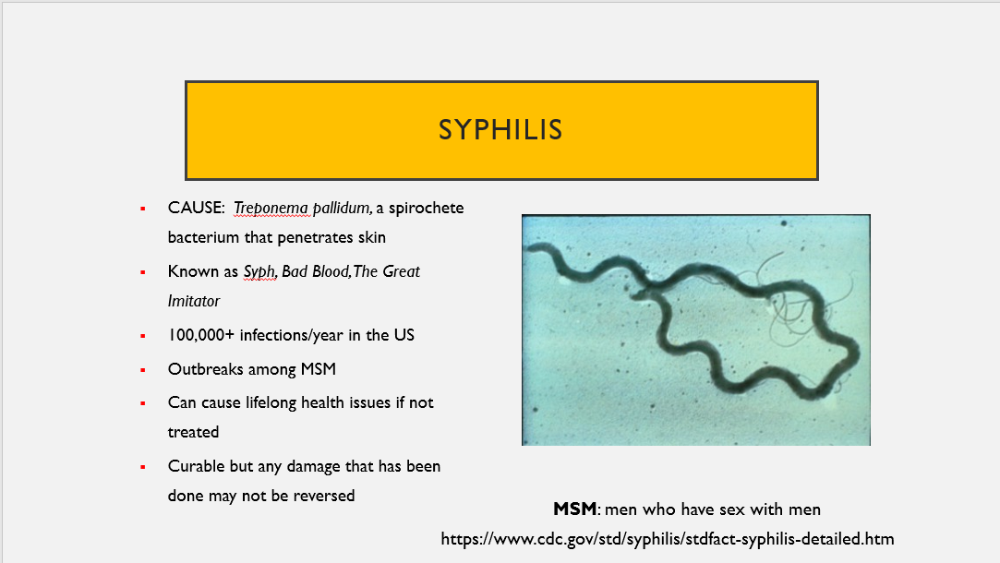 SYPHILIS
CAUSE: Treponema pallidum, a spirochete
bacterium that penetrates skin
Known as Syph, Bad Blood,The Great
Imitator
100,000+ infections/year in the US
Outbreaks among MSM
Can cause lifelong health issues if not
treated
Curable but any damage that has been
done may not be reversed
MSM: men who have sex with men
https://www.cdc.gov/std/syphilis/stdfact-syphilis-detailed.htm